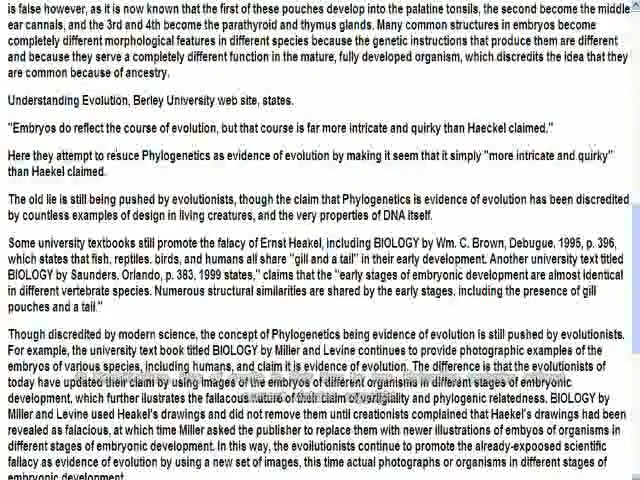 is false however, as it is now known that the first of these pouches develop into the palatine tonsils, the second become the middle
ear cannals, and the 3rd and 4th become the parathyroid and thymus glands. Many common structures in embryos become
completely different morphological features in different species because the genetic instructions that produce them are different
and because they serve a completely different function in the mature, fully developed organism, which discredits the idea that they
are common because of ancestry.
Understanding Evolution, Berley University web site, states.
"Embryos do reflect the course of evolution, but that course is far more intricate and quirky than Haeckel claimed."
Here they attempt to resuce Phylogenetics as evidence of evolution by making it seem that it simply "more intricate and quirky"
than Haekel claimed.
The old lie is still being pushed by evolutionists, though the claim that Phylogenetics is evidence of evolution has been discredited
by countless examples of design in living creatures, and the very properties of DNA itself.
Some university textbooks still promote the falacy of Ernst Heakel, including BIOLOGY by Wm. C. Brown, Debugue, 1995, p. 396,
which states that fish, reptiles, birds, and humans all share "gill and a tail" in their early development. Another university text titled
BIOLOGY by Saunders, Orlando, p. 383, 1999 states," claims that the "early stages of embryonic development are almost identical
in different vertebrate species. Numerous structural similarities are shared by the early stages, including the presence of gill
pouches and a tail."
Though discredited by modern science, the concept of Phylogenetics being evidence of evolution is still pushed by evolutionists.
For example, the university text book titled BIOLOGY by Miller and Levine continues to provide photographic examples of the
embryos of various species, including humans, and claim it is evidence of evolution. The difference is that the evolutionists of
today have updated their claim by using images of the embryos of different organisms in different stages of embryonic
development, which further illustrates the fallacous nature of their claim of and phylogenic relatedness. BIOLOGY by
Miller and Levine used Heakel's drawings and did not remove them until creationists complained that Haekel's drawings had been
revealed as falacious, at which time Miller asked the publisher to replace them with newer illustrations of embyos of organisms in
different stages of embryonic development. In this way, the evoilutionists continue to promote the already-expoosed scientific
fallacy as evidence of evolution by using a new set of images, this time actual photographs or organisms in different stages of
embryonic development.